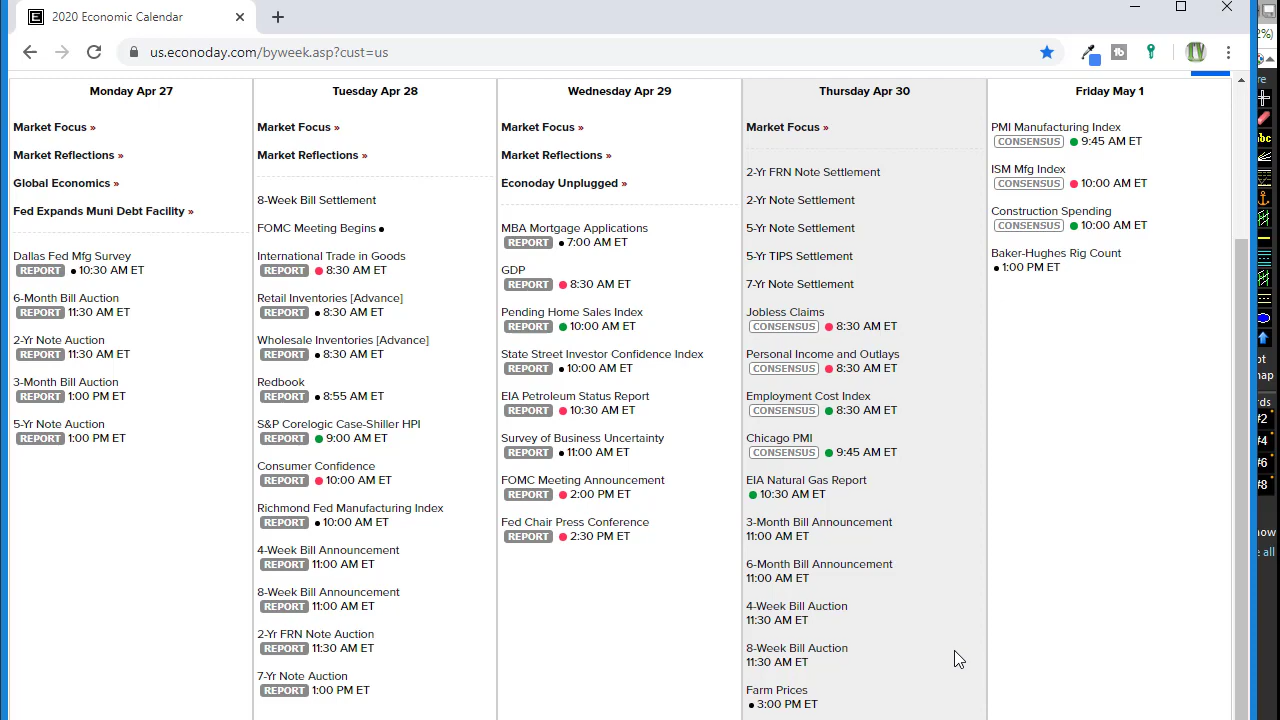 2020 Economic Calendar
us.econoday.com/byweek.asp?cust=us
Monday Apr 27
Market Focus »
Market Reflections »
Global Economics »
Fed Expands Muni Debt Facility »
Dallas Fed Mfg Survey
REPORT 10:30 AM ET
6-Month Bill Auction
REPORT 11:30 AM ET
2-Yr Note Auction
REPORT 11:30 AM ET
3-Month Bill Auction
REPORT 1:00 PM ET
5-Yr Note Auction
REPORT 1:00 PM ET
Tuesday Apr 28
Market Focus »
Market Reflections »
8-Week Bill Settlement
FOMC Meeting Begins
International Trade in Goods
REPORT 8:30 AM ET
Retail Inventories [Advance]
REPORT 8:30 AM ET
Wholesale Inventories [Advance]
REPORT 8:30 AM ET
Redbook
REPORT 8:55 AM ET
S&P Corelogic Case-Shiller HPI
REPORT 9:00 AM ET
Consumer Confidence
REPORT 10:00 AM ET
Richmond Fed Manufacturing Index
REPORT 10:00 AM ET
4-Week Bill Announcement
REPORT 11:00 AM ET
8-Week Bill Announcement
REPORT 11:00 AM ET
2-Yr FRN Note Auction
REPORT 11:30 AM ET
7-Yr Note Auction
REPORT 1:00 PM ET
Wednesday Apr 29
Market Focus »
Market Reflections »
Econoday Unplugged »
MBA Mortgage Applications
REPORT 7:00 AM ET
GDP
REPORT 8:30 AM ET
Pending Home Sales Index
REPORT 10:00 AM ET
State Street Investor Confidence Index
REPORT 10:00 AM ET
EIA Petroleum Status Report
REPORT 10:30 AM ET
Survey of Business Uncertainty
REPORT 11:00 AM ET
FOMC Meeting Announcement
REPORT 2:00 PM ET
Fed Chair Press Conference
REPORT 2:30 PM ET
Thursday Apr 30
Market Focus »
2-Yr FRN Note Settlement
2-Yr Note Settlement
5-Yr Note Settlement
5-Yr TIPS Settlement
7-Yr Note Settlement
Jobless Claims
CONSENSUS 8:30 AM ET
Personal Income and Outlays
CONSENSUS 8:30 AM ET
Employment Cost Index
CONSENSUS 8:30 AM ET
Chicago PMI
CONSENSUS 9:45 AM ET
EIA Natural Gas Report
10:30 AM ET
3-Month Bill Announcement
11:00 AM ET
6-Month Bill Announcement
11:00 AM ET
4-Week Bill Auction
11:30 AM ET
8-Week Bill Auction
11:30 AM ET
Farm Prices
3:00 PM ET
Friday May 1
PMI Manufacturing Index
CONSENSUS 9:45 AM ET
ISM Mfg Index
CONSENSUS 10:00 AM ET
Construction Spending
CONSENSUS 10:00 AM ET
Baker-Hughes Rig Count
1:00 PM ET
2%)
re
abc
ot
nap
rds
#2
#4
#6
#8
now
e all